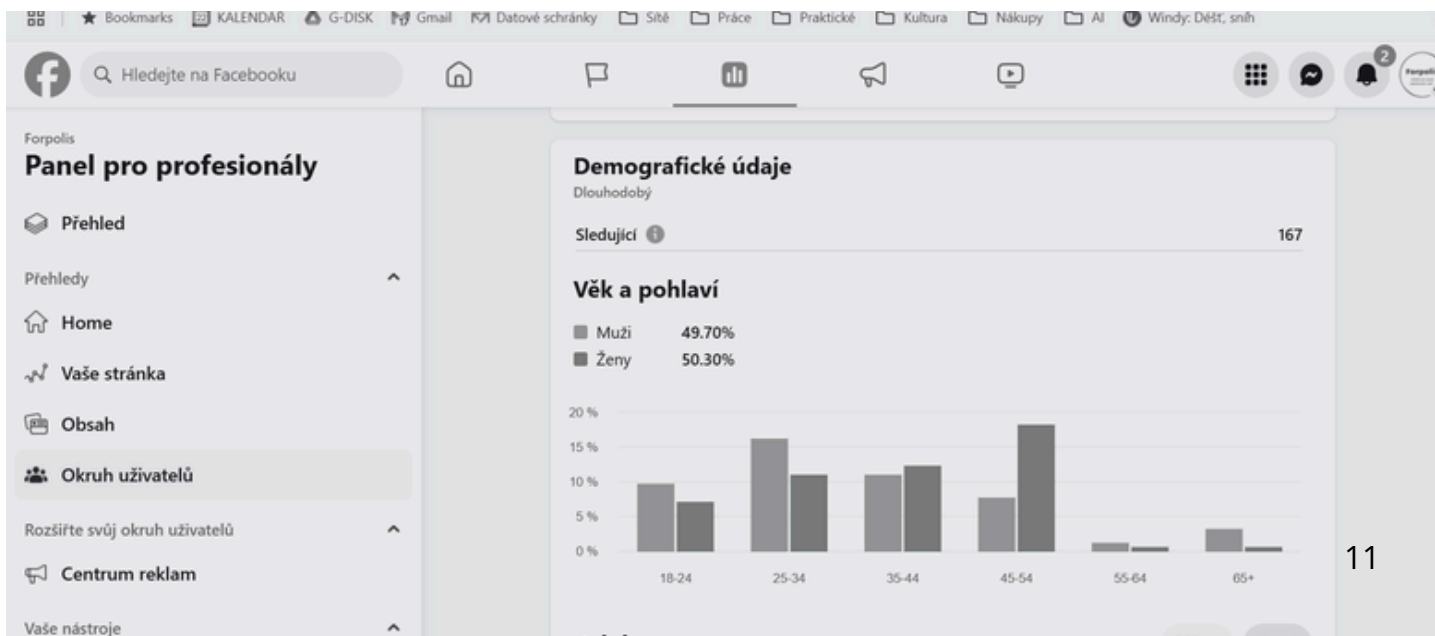 Bookmarks KALENDAR G-DISK Gmail Datové schránky Sítě Práce Praktické Kultura Nákupy AI Windy: Déšť, sníh
Hledejte na Facebooku
2
Forpolis
Panel pro profesionály
Přehled
Přehledy
Home
Vaše stránka
Obsah
Okruh uživatelů
Rozšiřte svůj okruh uživatelů
Centrum reklam
Vaše nástroje
Demografické údaje
Dlouhodobý
Sledující 167
Věk a pohlaví
Muži 49.70%
Ženy 50.30%
20 %
15 %
10 %
5 %
0 %
18-24 25-34 35-44 45-54 55-64 65+
11